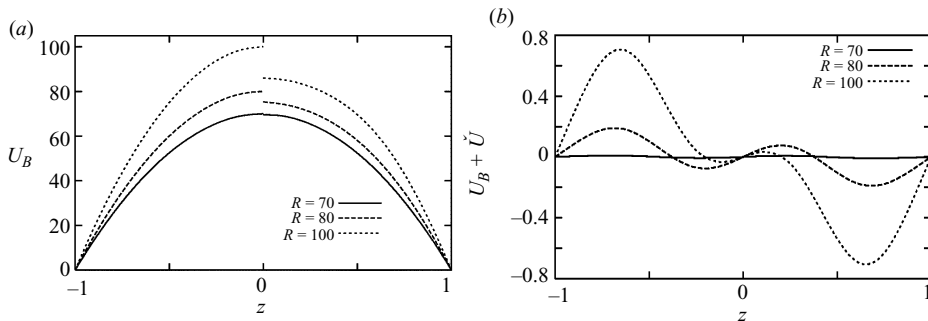 (a)
100
80
60
U_B
40
20
0
R = 70
R = 80
R = 100
−1
0
1
z
(b)
0.8
0.4
0
−0.4
−0.8
U_B + Ǔ
R = 70
R = 80
R = 100
−1
0
1
z